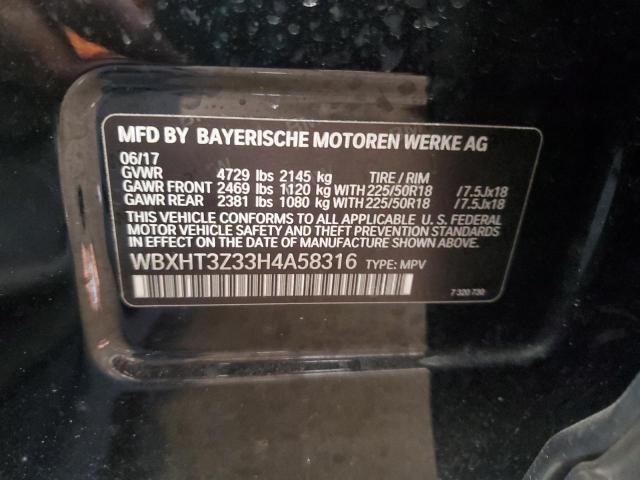 MFD BY BAYERISCHE MOTOREN WERKE AG
06/17
GVWR 4729 lbs 2145 kg TIRE / RIM
GAWR FRONT 2469 lbs 1120 kg WITH 225/50R18 /7.5Jx18
GAWR REAR 2381 lbs 1080 kg WITH 225/50R18 /7.5Jx18
THIS VEHICLE CONFORMS TO ALL APPLICABLE U. S. FEDERAL
MOTOR VEHICLE SAFETY AND THEFT PREVENTION STANDARDS
IN EFFECT ON THE DATE OF MANUFACTURE SHOWN ABOVE.
WBXHT3Z33H4A58316 TYPE: MPV
7 320 730